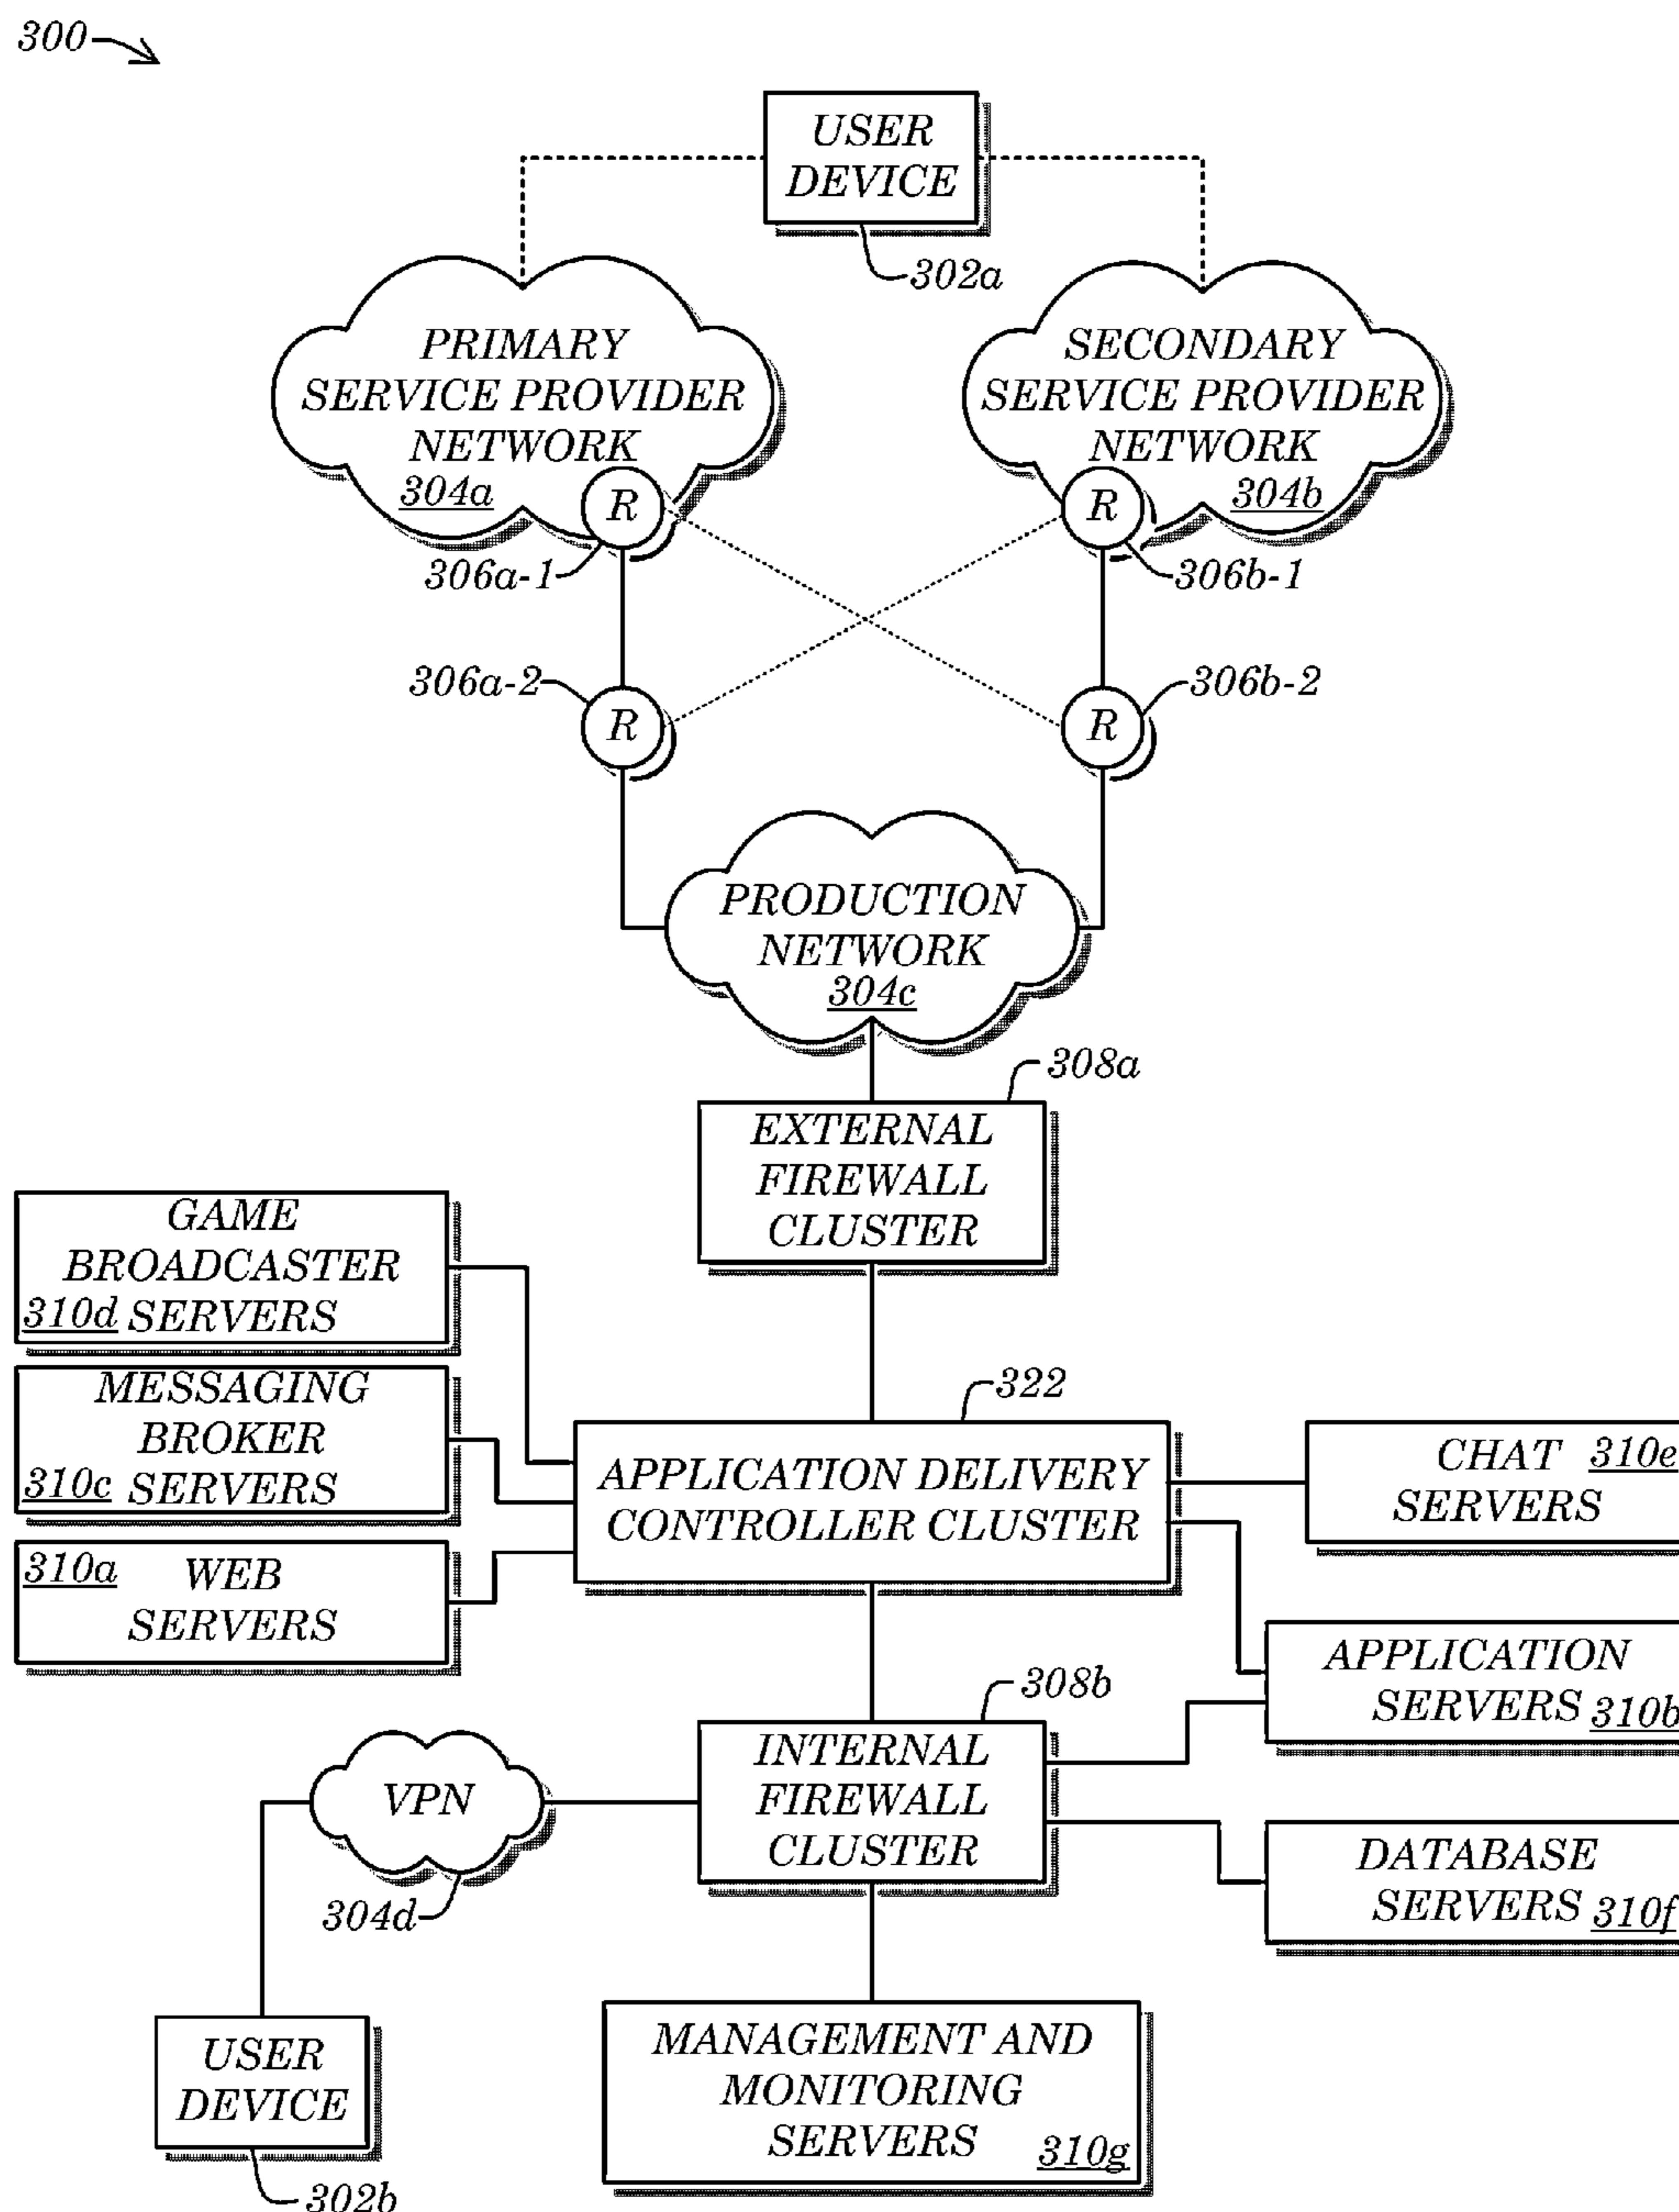 300
USER
DEVICE
302a
PRIMARY
SERVICE PROVIDER
NETWORK
304a
R
306a-1
SECONDARY
SERVICE PROVIDER
NETWORK
304b
R
306b-1
306a-2
R
R
306b-2
PRODUCTION
NETWORK
304c
308a
EXTERNAL
FIREWALL
CLUSTER
GAME
BROADCASTER
310d SERVERS
MESSAGING
BROKER
310c SERVERS
310a WEB
SERVERS
322
APPLICATION DELIVERY
CONTROLLER CLUSTER
CHAT 310e
SERVERS
APPLICATION
SERVERS 310b
308b
INTERNAL
FIREWALL
CLUSTER
VPN
304d
DATABASE
SERVERS 310f
USER
DEVICE
302b
MANAGEMENT AND
MONITORING
SERVERS 310g